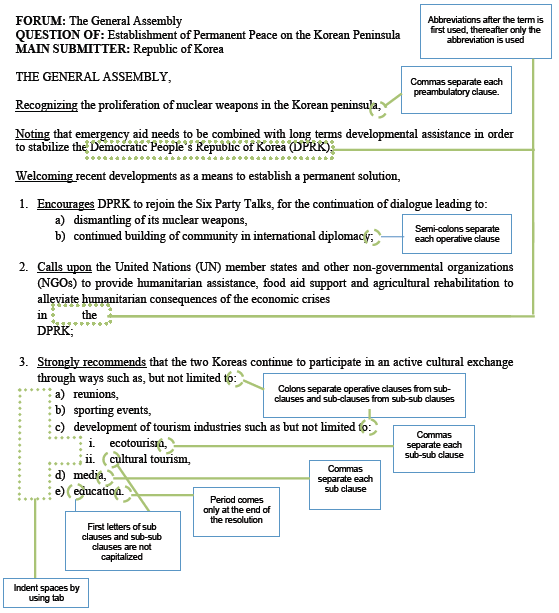 FORUM: The General Assembly
QUESTION OF: Establishment of Permanent Peace on the Korean Peninsula
MAIN SUBMITTER: Republic of Korea
Abbreviations after the term is
first used, thereafter only the
abbreviation is used
THE GENERAL ASSEMBLY,
Commas separate each
preambulatory clause.
Recognizing the proliferation of nuclear weapons in the Korean peninsula,
Noting that emergency aid needs to be combined with long terms developmental assistance in order
to stabilize the Democratic People's Republic of Korea (DPRK),
Welcoming recent developments as a means to establish a permanent solution,
1. Encourages DPRK to rejoin the Six Party Talks, for the continuation of dialogue leading to:
a) dismantling of its nuclear weapons,
b) continued building of community in international diplomacy;
Semi-colons separate
each operative clause
2. Calls upon the United Nations (UN) member states and other non-governmental organizations
(NGOs) to provide humanitarian assistance, food aid support and agricultural rehabilitation to
alleviate humanitarian consequences of the economic crises
in the
DPRK;
3. Strongly recommends that the two Koreas continue to participate in an active cultural exchange
through ways such as, but not limited to:
Colons separate operative clauses from sub-
clauses and sub-clauses from sub-sub clauses
a) reunions,
b) sporting events,
c) development of tourism industries such as but not limited to:
i. ecotourism,
ii. cultural tourism,
Commas
separate each
sub-sub clause
d) media,
e) education.
Commas
separate each
sub clause
Period comes
only at the end of
the resolution
First letters of sub
clauses and sub-sub
clauses are not
capitalized
Indent spaces by
using tab